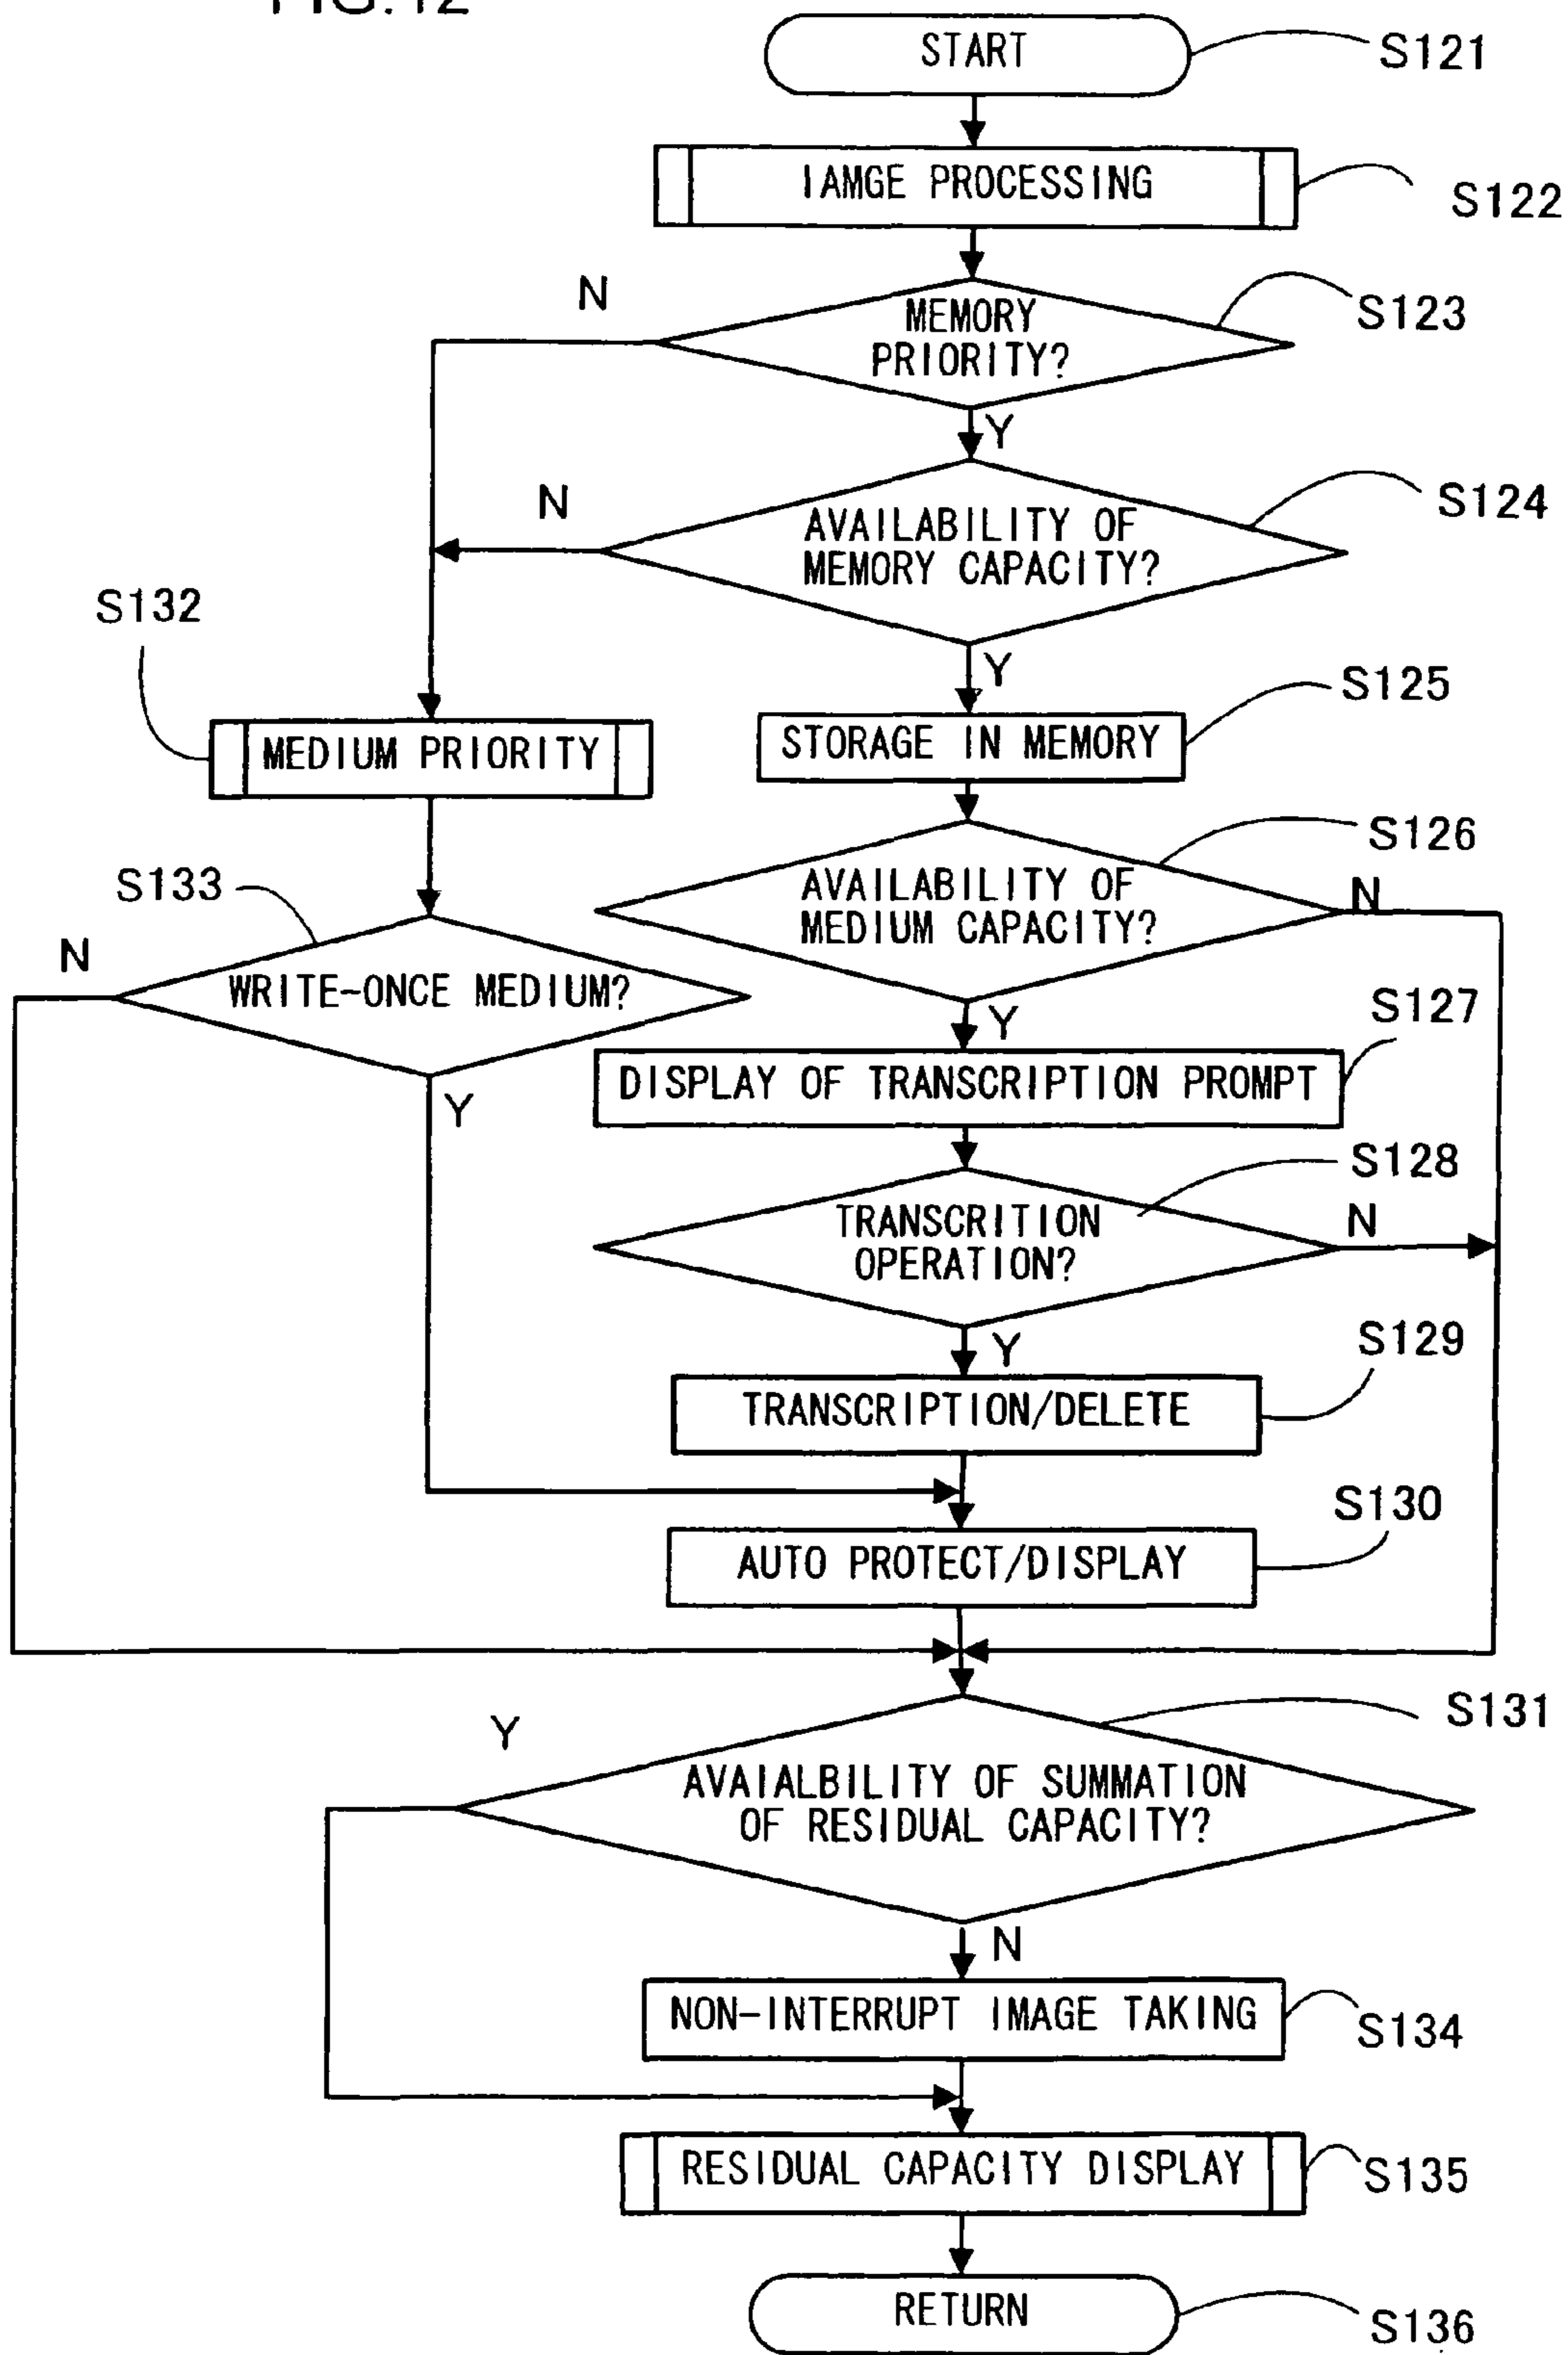 FIG.12
START
S121
IAMGE PROCESSING
S122
N
MEMORY
PRIORITY?
S123
Y
N
AVAILABILITY OF
MEMORY CAPACITY?
S124
Y
S132
MEDIUM PRIORITY
STORAGE IN MEMORY
S125
S126
AVAILABILITY OF
MEDIUM CAPACITY?
N
S133
N
WRITE-ONCE MEDIUM?
Y
Y
S127
DISPLAY OF TRANSCRIPTION PROMPT
S128
TRANSCRITION
OPERATION?
N
Y
S129
TRANSCRIPTION/DELETE
S130
AUTO PROTECT/DISPLAY
S131
Y
AVAIALBILITY OF SUMMATION
OF RESIDUAL CAPACITY?
N
NON-INTERRUPT IMAGE TAKING
S134
RESIDUAL CAPACITY DISPLAY
S135
RETURN
S136